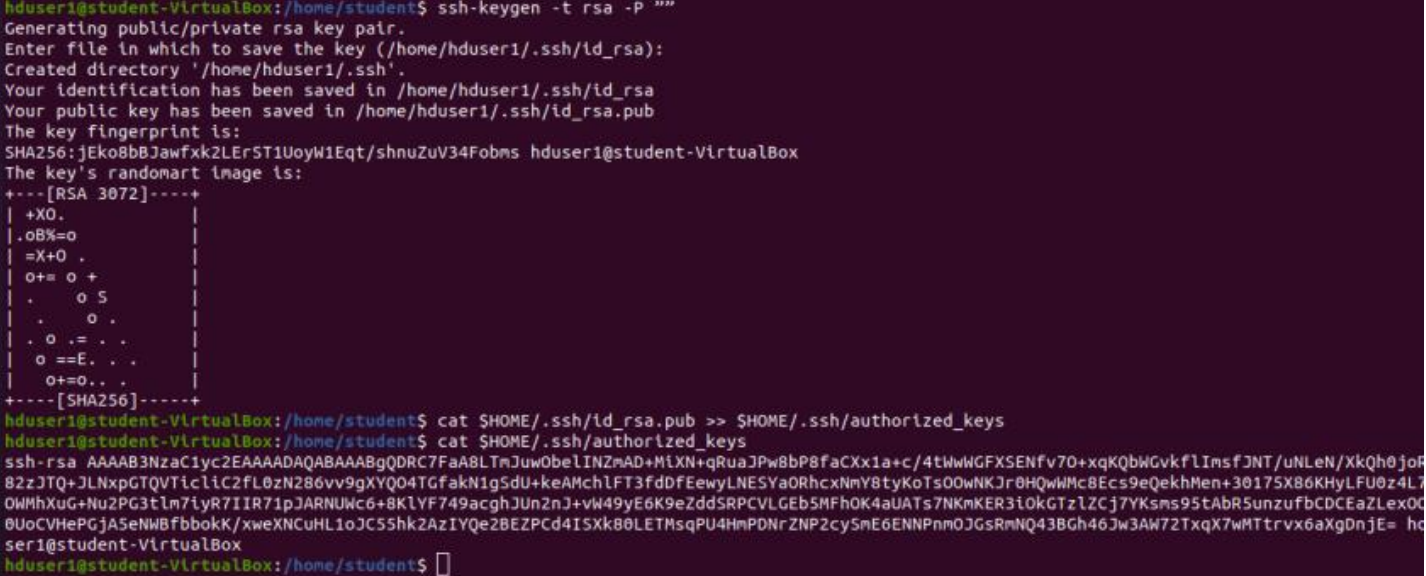 hduser1@student-VirtualBox:/home/student$ ssh-keygen -t rsa -P ””
Generating public/private rsa key pair.
Enter file in which to save the key (/home/hduser1/.ssh/id_rsa):
Created directory '/home/hduser1/.ssh'.
Your identification has been saved in /home/hduser1/.ssh/id_rsa
Your public key has been saved in /home/hduser1/.ssh/id_rsa.pub
The key fingerprint is:
SHA256:jEko8bBJawfxk2LErST1UoyW1Eqt/shnuZuV34Fobms hduser1@student-VirtualBox
The key's randomart image is:
+---[RSA 3072]----+
| +XO.            |
|.oB%=o           |
| =X+O .          |
| o+= o +         |
| .    o S        |
|  .    o .       |
| . o .= . .      |
|  o ==E. . .     |
|   o+=o.. .      |
+----[SHA256]-----+
hduser1@student-VirtualBox:/home/student$ cat $HOME/.ssh/id_rsa.pub >> $HOME/.ssh/authorized_keys
hduser1@student-VirtualBox:/home/student$ cat $HOME/.ssh/authorized_keys
ssh-rsa
ser1@student-VirtualBox
hduser1@student-VirtualBox:/home/student$